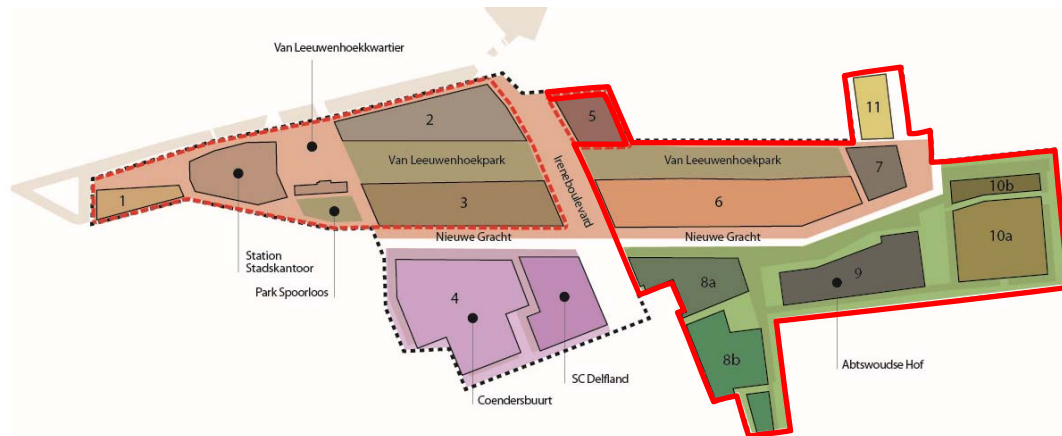 Van Leeuwenhoekkwartier
11
2
5
Van Leeuwenhoekpark
Van Leeuwenhoekpark
7
Ireneboulevard
10b
1
3
6
10a
Nieuwe Gracht
Nieuwe Gracht
Station
Stadskantoor
Park Spoorloos
4
8a
9
8b
Abtswoudse Hof
SC Delfland
Coendersbuurt